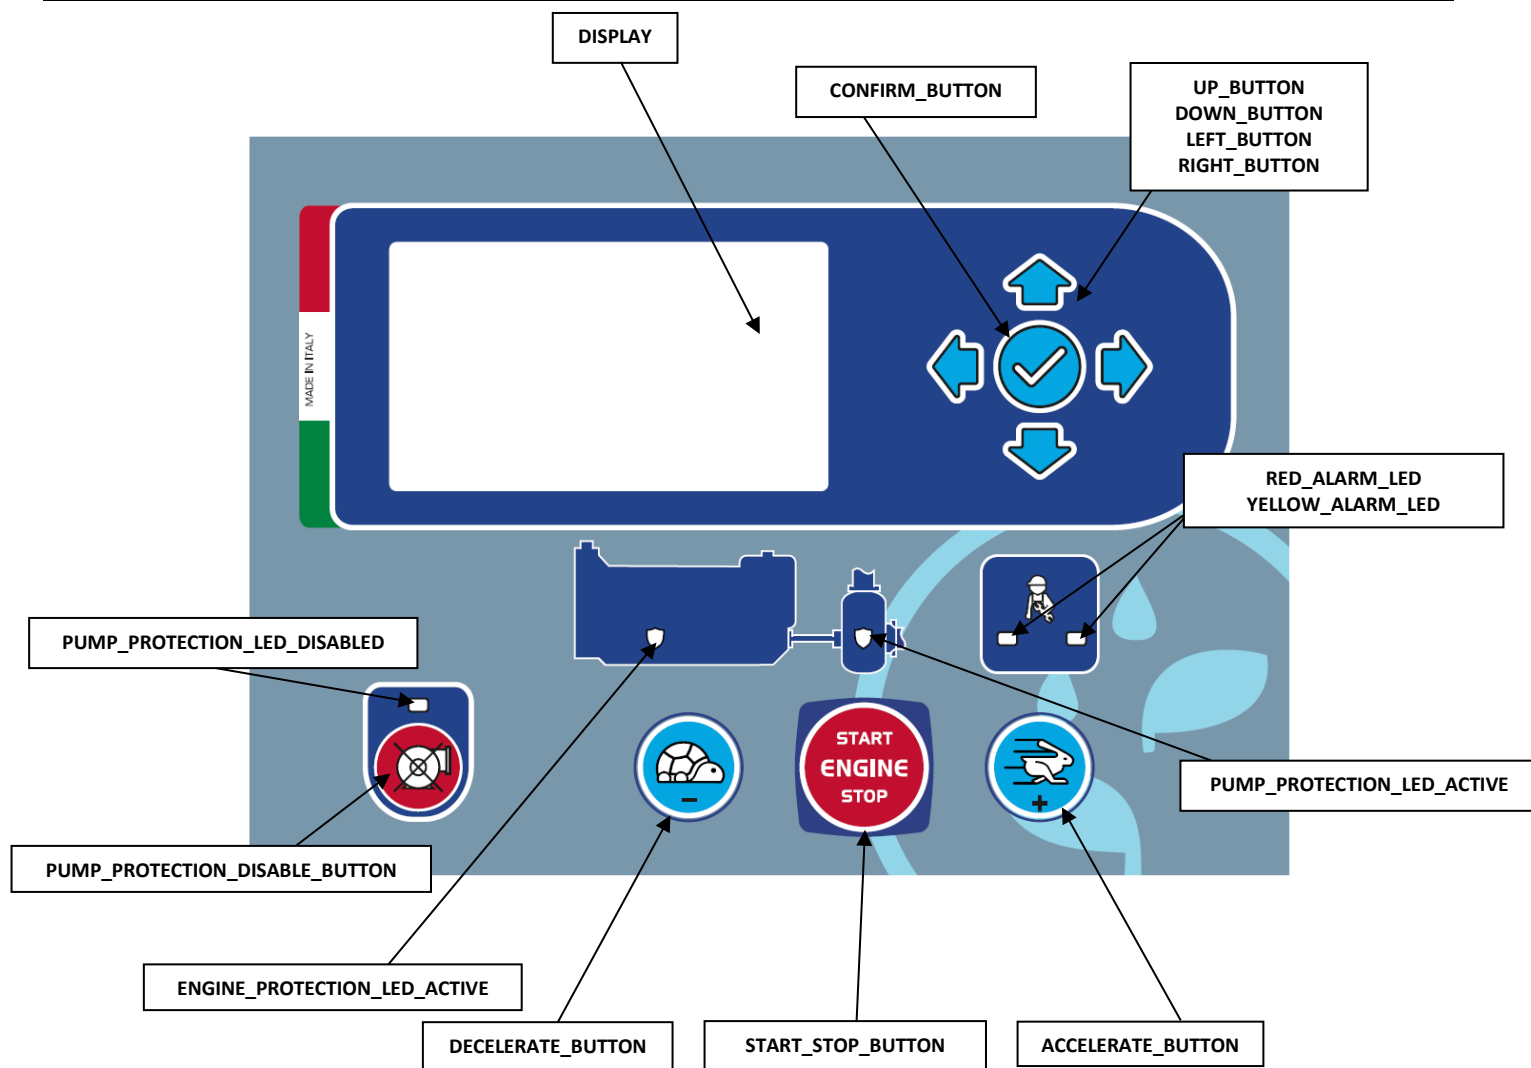 DISPLAY
CONFIRM_BUTTON
UP_BUTTON
DOWN_BUTTON
LEFT_BUTTON
RIGHT_BUTTON
MADE IN ITALY
RED_ALARM_LED
YELLOW_ALARM_LED
PUMP_PROTECTION_LED_DISABLED
START
ENGINE
STOP
-
+
PUMP_PROTECTION_LED_ACTIVE
PUMP_PROTECTION_DISABLE_BUTTON
ENGINE_PROTECTION_LED_ACTIVE
DECELERATE_BUTTON
START_STOP_BUTTON
ACCELERATE_BUTTON